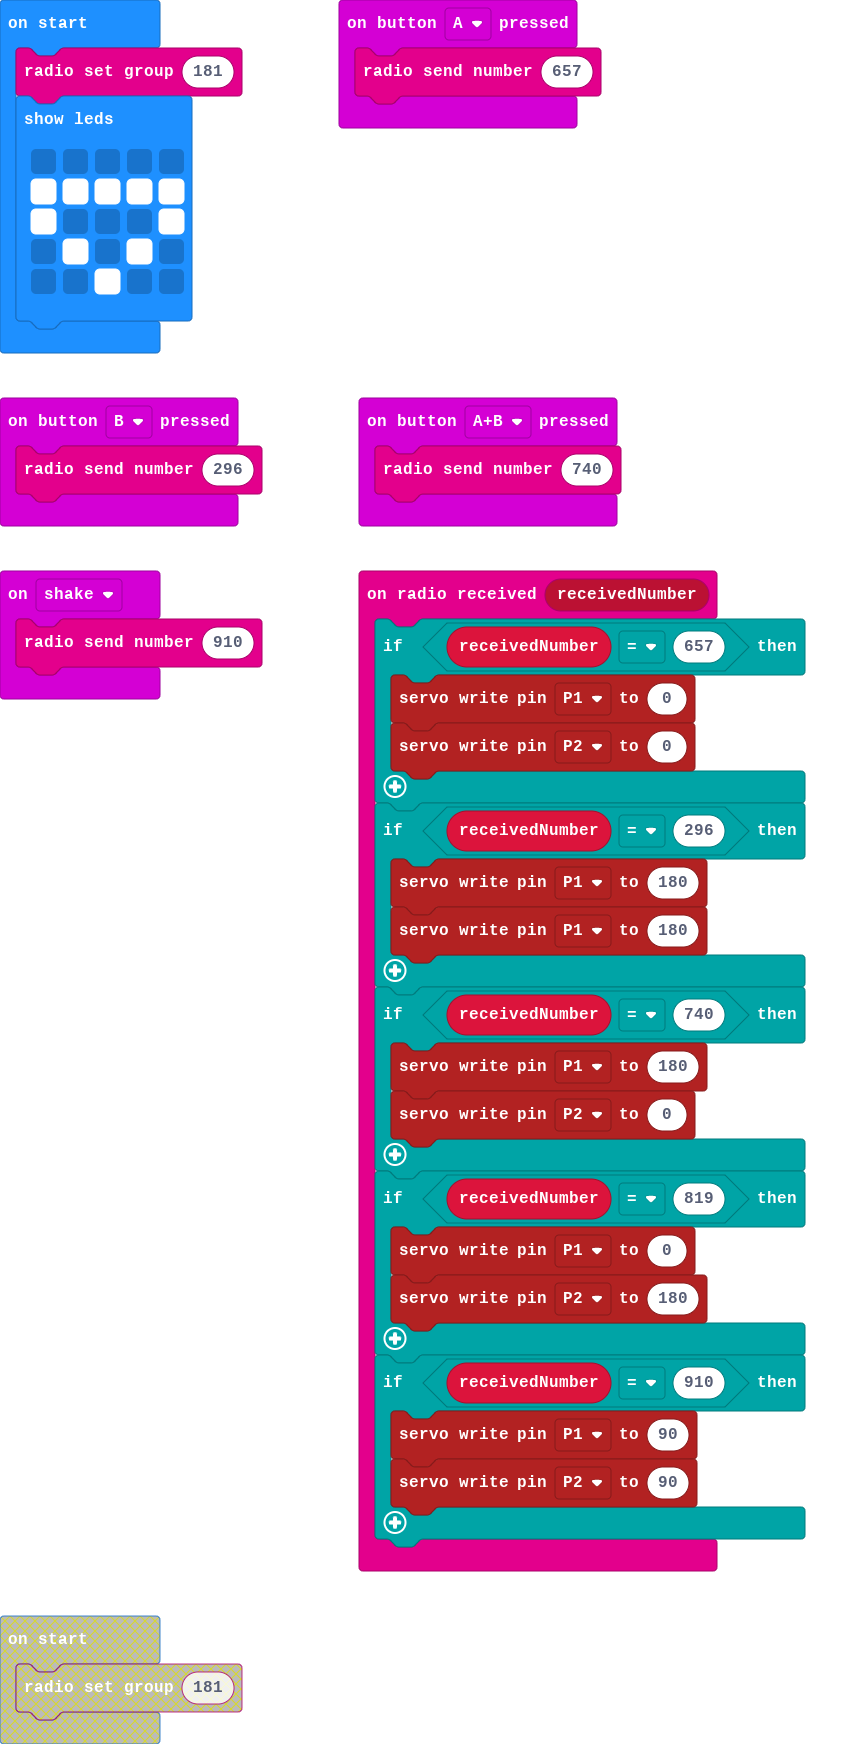 on start
radio set group 181
show leds
on button A pressed
radio send number 657
on button B pressed
radio send number 296
on button A+B pressed
radio send number 740
on shake
radio send number 910
on radio received receivedNumber
if receivedNumber = 657 then
servo write pin P1 to 0
servo write pin P2 to 0
if receivedNumber = 296 then
servo write pin P1 to 180
servo write pin P1 to 180
if receivedNumber = 740 then
servo write pin P1 to 180
servo write pin P2 to 0
if receivedNumber = 819 then
servo write pin P1 to 0
servo write pin P2 to 180
if receivedNumber = 910 then
servo write pin P1 to 90
servo write pin P2 to 90
on start
radio set group 181